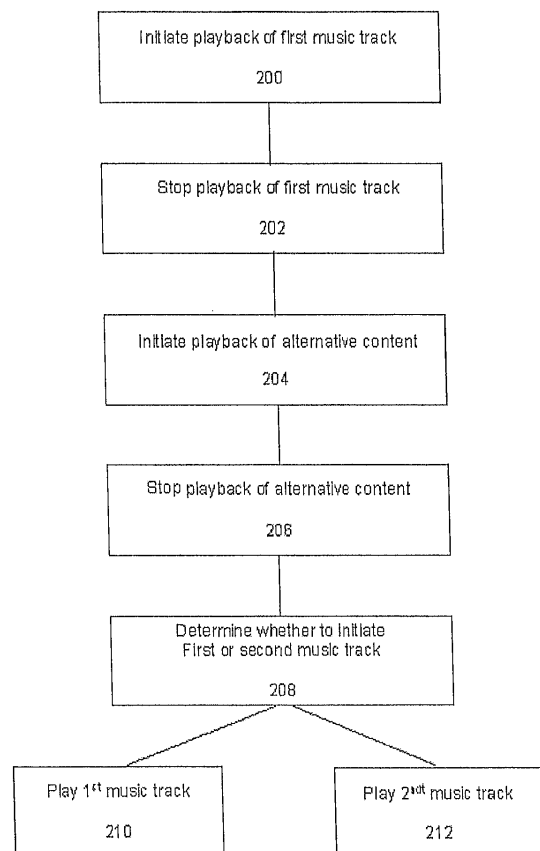 Initiate playback of first music track
200
Stop playback of first music track
202
Initiate playback of alternative content
204
Stop playback of alternative content
206
Determine whether to Initiate
First or second music track
208
Play 1st music track
210
Play 2ndt music track
212